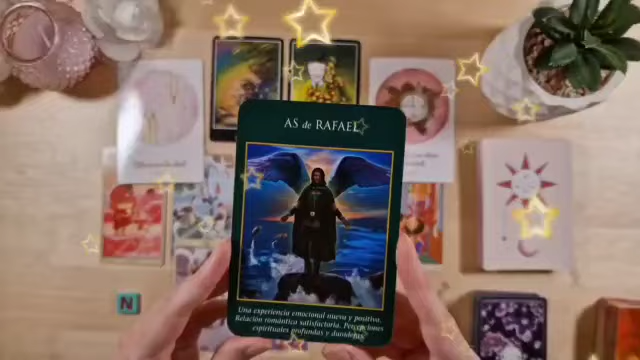 AS de RAFAEL
Una experiencia emocional nueva y positiva.
Relación romántica satisfactoria. Percepciones
espirituales profundas y duraderas.
N